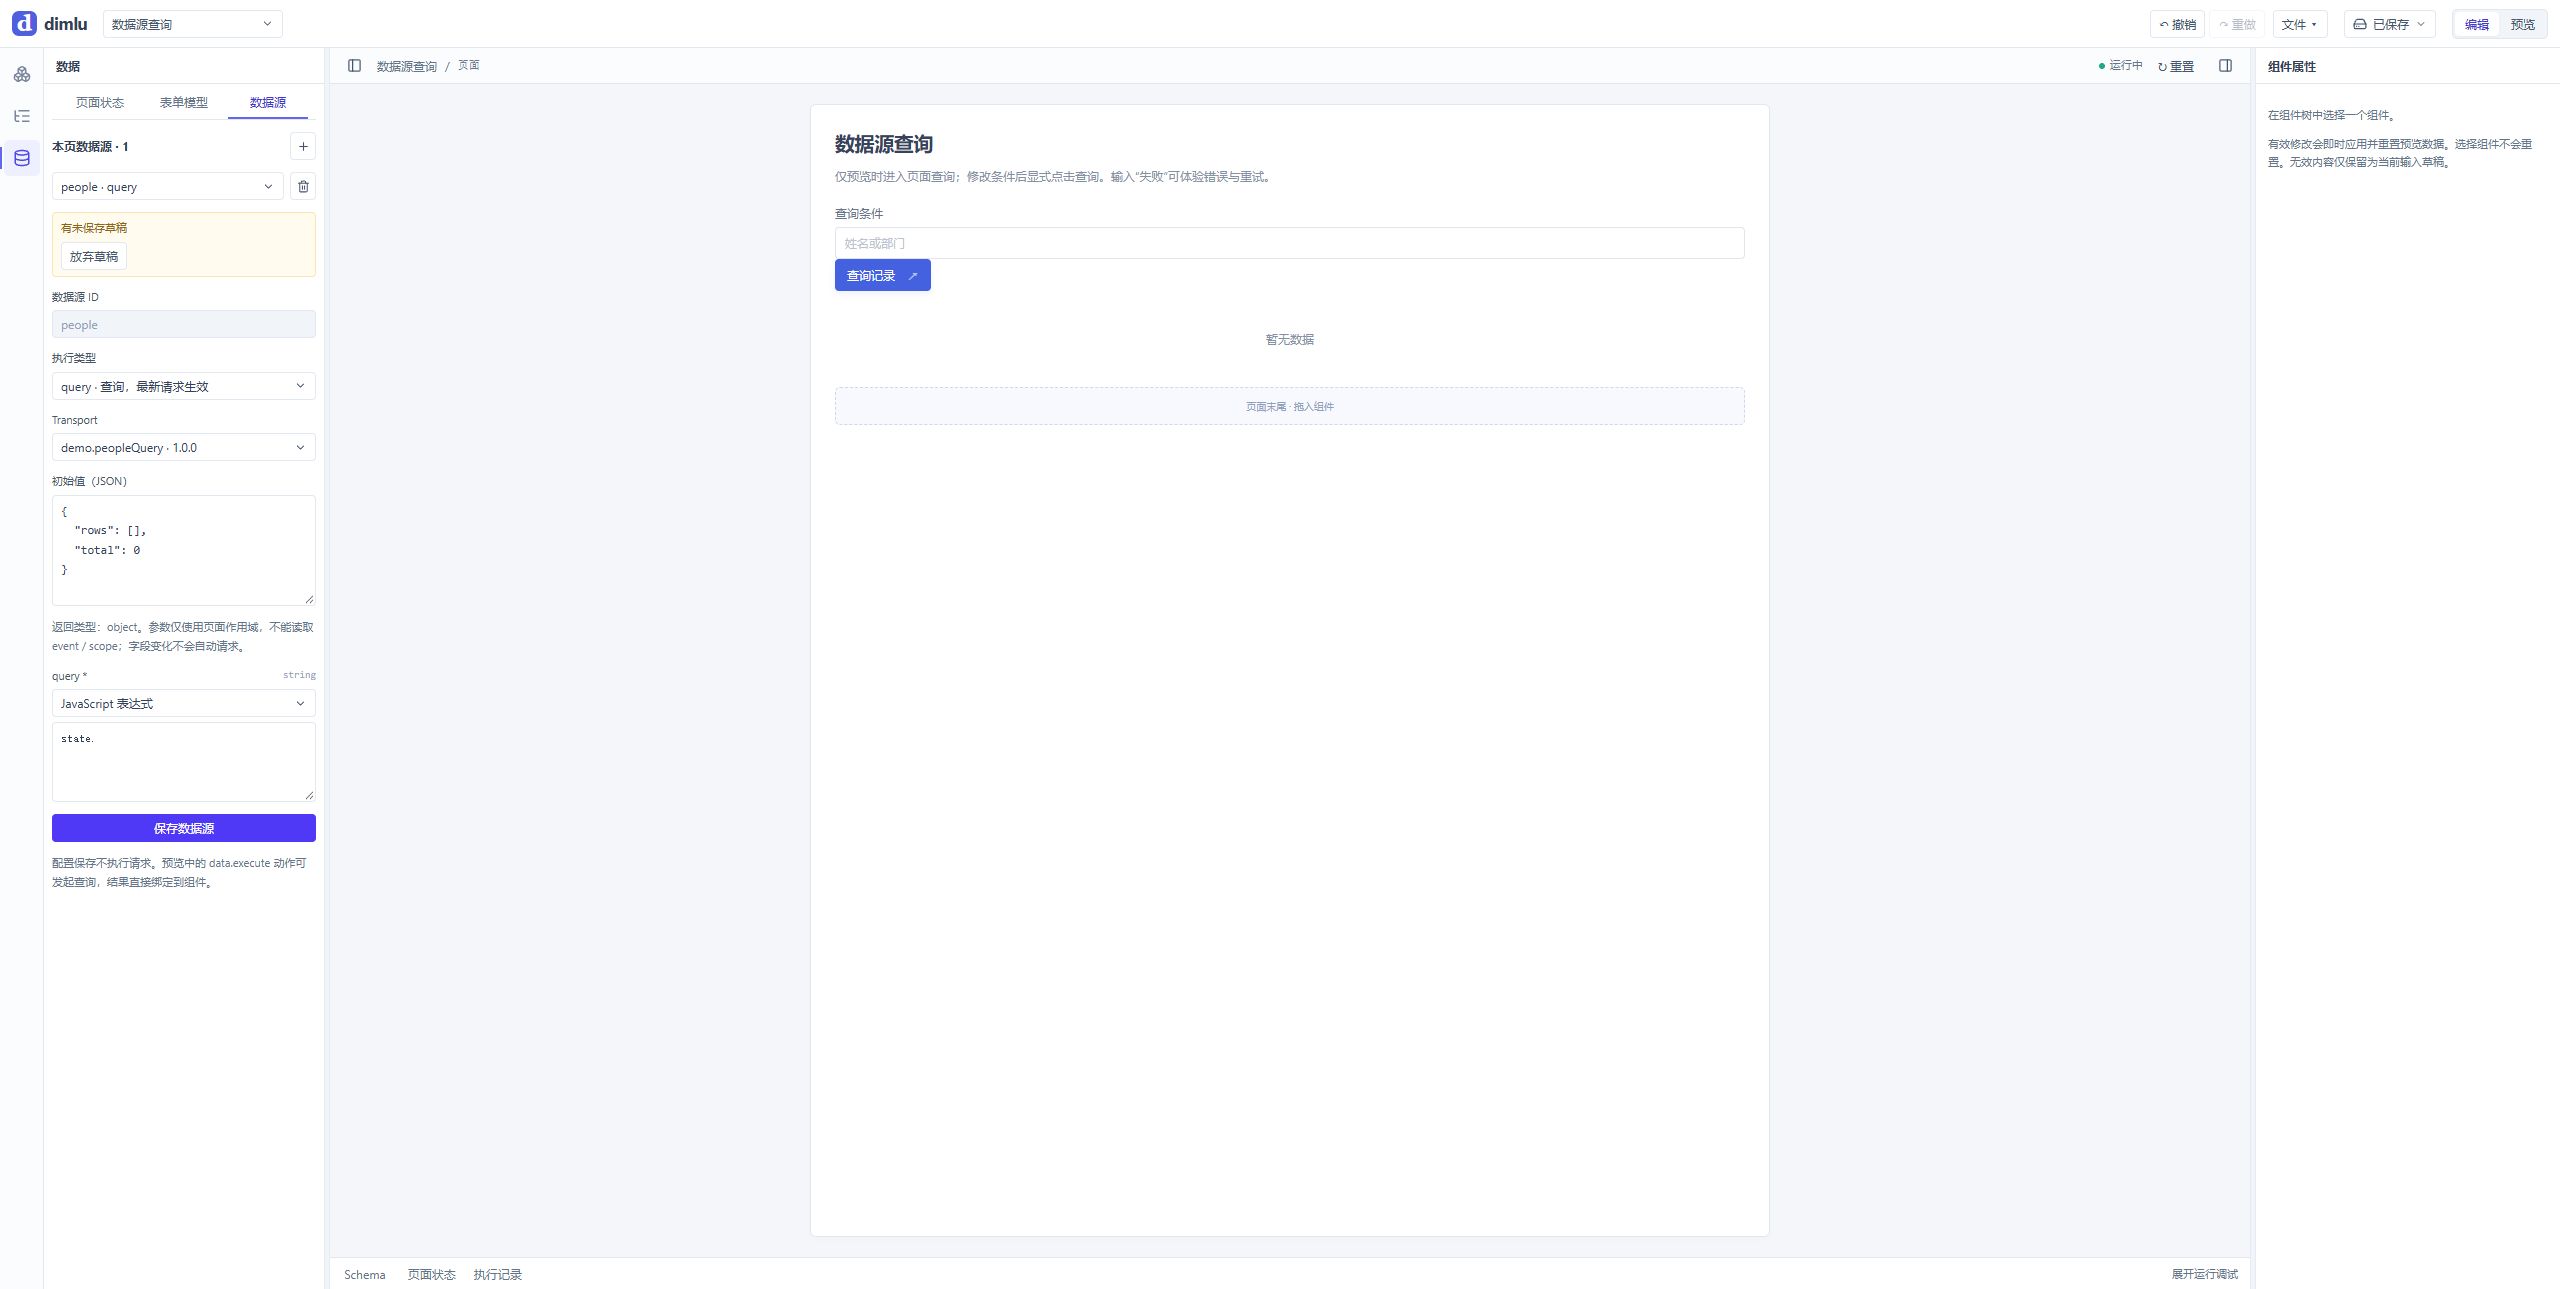 dimlu
数据源查询
撤销
重做
文件
已保存
编辑
预览
数据
页面状态
表单模型
数据源
本页数据源 · 1
people · query
有未保存草稿
放弃草稿
数据源 ID
people
执行类型
query · 查询，最新请求生效
Transport
demo.peopleQuery · 1.0.0
初始值（JSON）
{
"rows": [],
"total": 0
}
返回类型：object。参数仅使用页面作用域，不能读取
event / scope；字段变化不会自动请求。
query *
string
JavaScript 表达式
state.
保存数据源
配置保存不执行请求。预览中的 data.execute 动作可
发起查询，结果直接绑定到组件。
数据源查询 / 页面
运行中
重置
数据源查询
仅预览时进入页面查询；修改条件后显式点击查询。输入“失败”可体验错误与重试。
查询条件
姓名或部门
查询记录
暂无数据
页面末尾 · 拖入组件
Schema
页面状态
执行记录
展开运行调试
组件属性
在组件树中选择一个组件。
有效修改会即时应用并重置预览数据。选择组件不会重
置。无效内容仅保留为当前输入草稿。